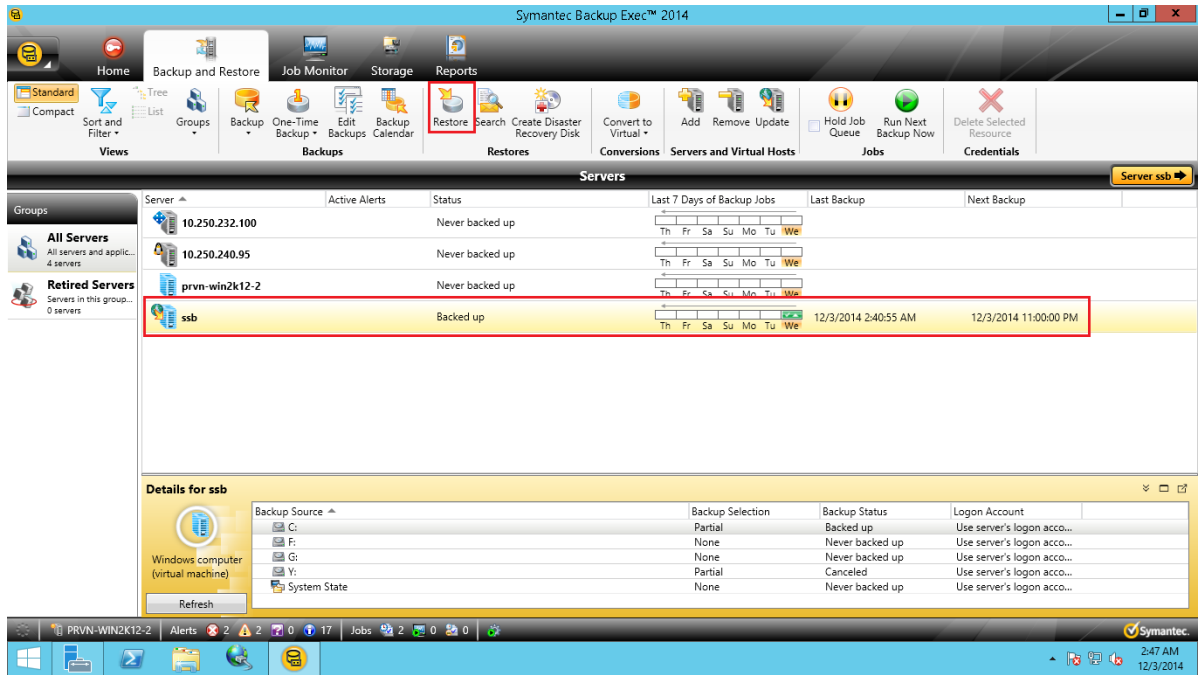 Symantec Backup Exec™ 2014
Home
Backup and Restore
Job Monitor
Storage
Reports
Standard
Compact
Sort and Filter
Tree
List
Groups
Views
Backup
One-Time Backup
Edit Backups
Backup Calendar
Backups
Restore
Search
Create Disaster Recovery Disk
Restores
Convert to Virtual
Conversions
Add
Remove
Update
Servers and Virtual Hosts
Hold Job Queue
Run Next Backup Now
Jobs
Delete Selected Resource
Credentials
Servers
Server ssb
Groups
All Servers
All servers and applic...
4 servers
Retired Servers
Servers in this group...
0 servers
Server Active Alerts Status Last 7 Days of Backup Jobs Last Backup Next Backup
10.250.232.100 Never backed up
Th Fr Sa Su Mo Tu We
10.250.240.95 Never backed up
Th Fr Sa Su Mo Tu We
prvn-win2k12-2 Never backed up
Th Fr Sa Su Mo Tu We
ssb Backed up 12/3/2014 2:40:55 AM 12/3/2014 11:00:00 PM
Th Fr Sa Su Mo Tu We
Details for ssb
Windows computer
(virtual machine)
Refresh
Backup Source Backup Selection Backup Status Logon Account
C: Partial Backed up Use server's logon acco...
F: None Never backed up Use server's logon acco...
G: None Never backed up Use server's logon acco...
Y: Partial Canceled Use server's logon acco...
System State None Never backed up Use server's logon acco...
PRVN-WIN2K12-2 Alerts 2 2 0 17 Jobs 2 0 0
Symantec.
2:47 AM
12/3/2014